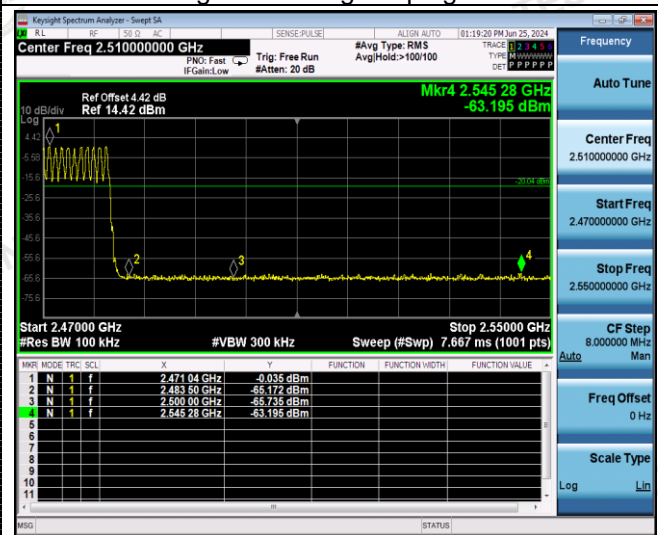 Keysight Spectrum Analyzer - Swept SA
RL RF 50 Ω AC SENSE:PULSE ALIGN AUTO 01:19:20 PM Jun 25, 2024
Center Freq 2.510000000 GHz
PNO: Fast
IFGain:Low
Trig: Free Run
#Atten: 20 dB
#Avg Type: RMS
Avg|Hold:>100/100
TRACE 1 2 3 4 5 6
TYPE M WWWWW
DET P P P P P P
Mkr4 2.545 28 GHz
-63.195 dBm
Ref Offset 4.42 dB
10 dB/div Ref 14.42 dBm
Log
4.42
-5.58
-15.6
-25.6
-35.6
-45.6
-55.6
-65.6
-75.6
1
2
3
4
-20.04 dBm
Start 2.47000 GHz Stop 2.55000 GHz
#Res BW 100 kHz #VBW 300 kHz Sweep (#Swp) 7.667 ms (1001 pts)
MKR MODE TRC SCL X Y FUNCTION FUNCTION WIDTH FUNCTION VALUE
1 N 1 f 2.471 04 GHz -0.035 dBm
2 N 1 f 2.483 50 GHz -65.172 dBm
3 N 1 f 2.500 00 GHz -65.735 dBm
4 N 1 f 2.545 28 GHz -63.195 dBm
5
6
7
8
9
10
11
MSG STATUS
Frequency
Auto Tune
Center Freq
2.510000000 GHz
Start Freq
2.470000000 GHz
Stop Freq
2.550000000 GHz
CF Step
8.000000 MHz
Auto Man
Freq Offset
0 Hz
Scale Type
Log Lin